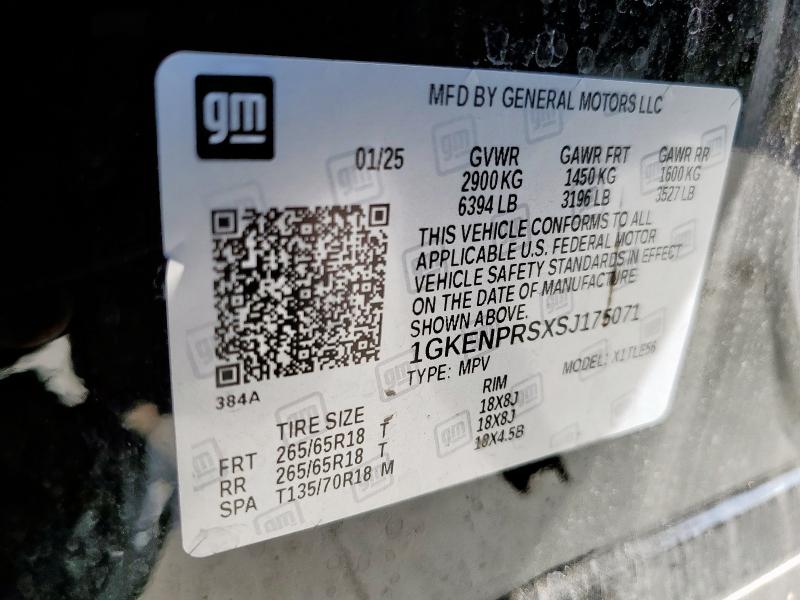 gm
MFD BY GENERAL MOTORS LLC
01/25
GVWR GAWR FRT GAWR RR
2900 KG 1450 KG 1600 KG
6394 LB 3196 LB 3527 LB
THIS VEHICLE CONFORMS TO ALL
APPLICABLE U.S. FEDERAL MOTOR
VEHICLE SAFETY STANDARDS IN EFFECT
ON THE DATE OF MANUFACTURE
SHOWN ABOVE.
1GKENPRSXSJ175071
TYPE: MPV MODEL: X1TLE56
384A
TIRE SIZE RIM
FRT 265/65R18 T 18X8J
RR 265/65R18 T 18X8J
SPA T135/70R18 M 18X4.5B